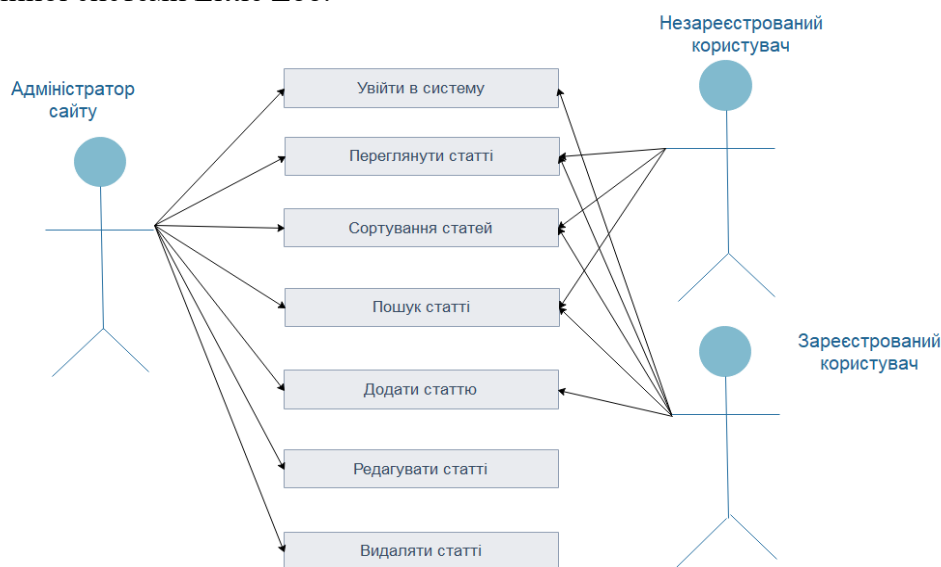 Незареєстрований
користувач
Адміністратор
сайту
Увійти в систему
Переглянути статті
Сортування статей
Пошук статті
Зареєстрований
користувач
Додати статтю
Редагувати статті
Видаляти статті